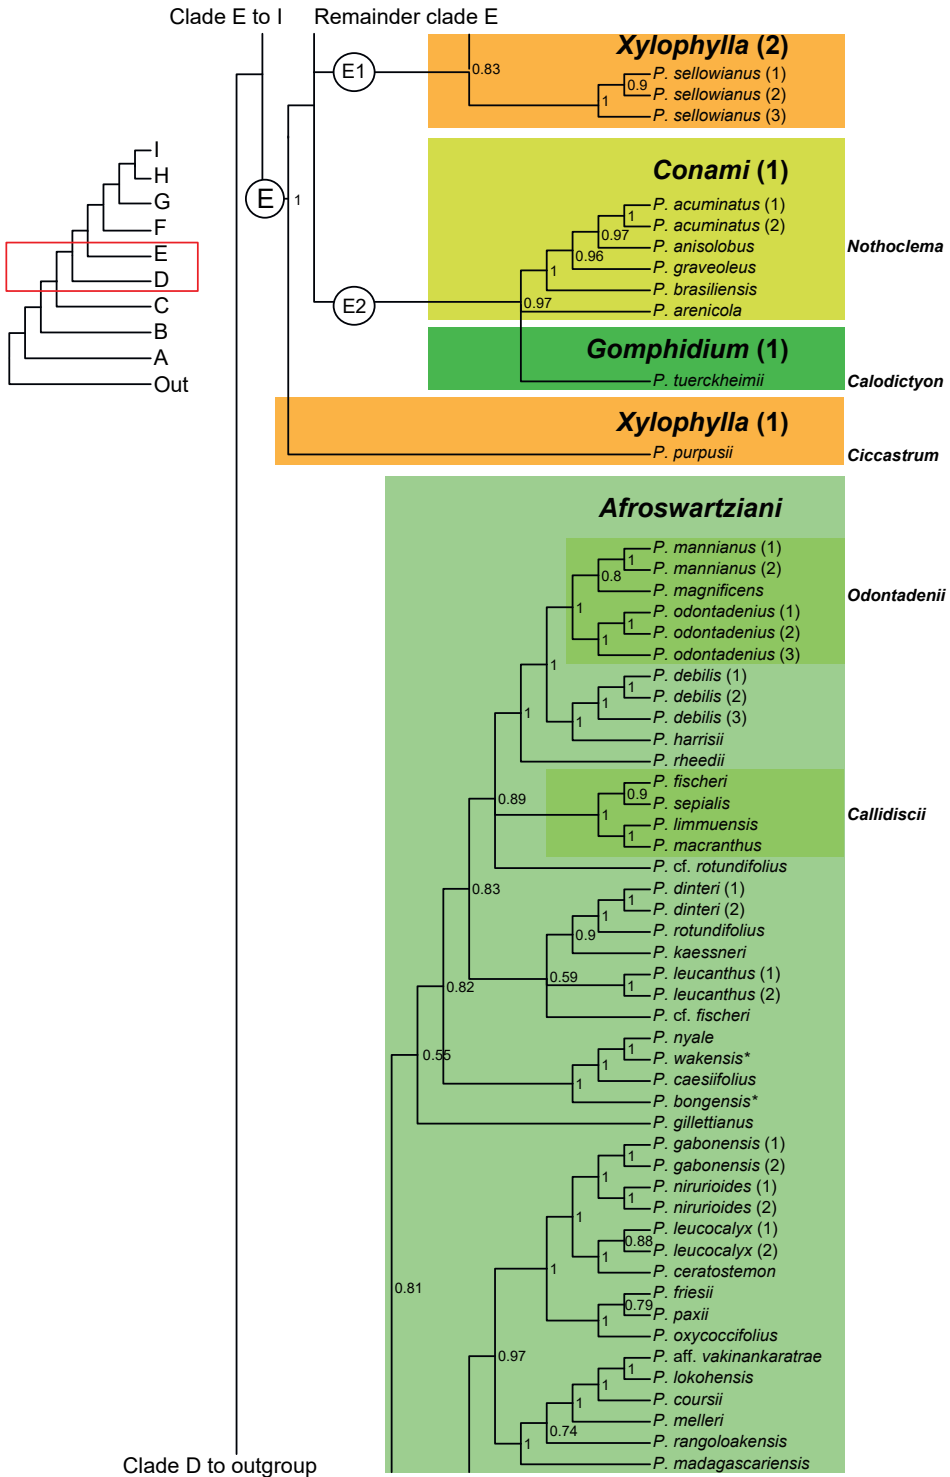 Clade E to I
Remainder clade E
Xylophylla (2)
0.83
P. sellowianus (1)
0.9
P. sellowianus (2)
1
P. sellowianus (3)
E1
I
H
G
F
E
D
C
B
A
Out
E
1
Conami (1)
P. acuminatus (1)
1
P. acuminatus (2)
0.97
P. anisolobus
0.96
P. graveoleus
1
P. brasiliensis
0.97
P. arenicola
Nothoclema
E2
Gomphidium (1)
P. tuerckheimii
Calodictyon
Xylophylla (1)
P. purpusii
Ciccastrum
Afroswartziani
P. mannianus (1)
1
P. mannianus (2)
0.8
P. magnificens
1
P. odontadenius (1)
1
P. odontadenius (2)
1
P. odontadenius (3)
Odontadenii
1
P. debilis (1)
1
P. debilis (2)
1
P. debilis (3)
1
P. harrisii
1
P. rheedii
P. fischeri
0.9
P. sepialis
1
P. limmuensis
1
P. macranthus
Callidiscii
0.89
P. cf. rotundifolius
0.83
P. dinteri (1)
1
P. dinteri (2)
1
P. rotundifolius
0.9
P. kaessneri
0.59
P. leucanthus (1)
1
P. leucanthus (2)
P. cf. fischeri
0.82
P. nyale
1
P. wakensis*
1
P. caesiifolius
1
P. bongensis*
0.55
P. gillettianus
P. gabonensis (1)
1
P. gabonensis (2)
1
P. nirurioides (1)
1
P. nirurioides (2)
1
P. leucocalyx (1)
0.88
P. leucocalyx (2)
1
P. ceratostemon
1
P. friesii
0.79
P. paxii
1
P. oxycoccifolius
0.81
0.97
P. aff. vakinankaratrae
1
P. lokohensis
1
P. coursii
1
P. melleri
0.74
P. rangoloakensis
1
P. madagascariensis
Clade D to outgroup